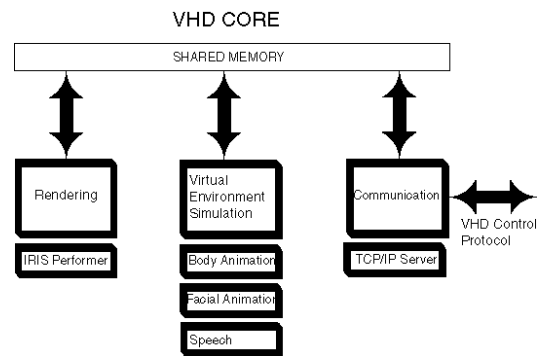 VHD CORE
SHARED MEMORY
Rendering
Virtual
Environment
Simulation
Communication
VHD Control
Protocol
IRIS Performer
Body Animation
TCP/IP Server
Facial Animation
Speech